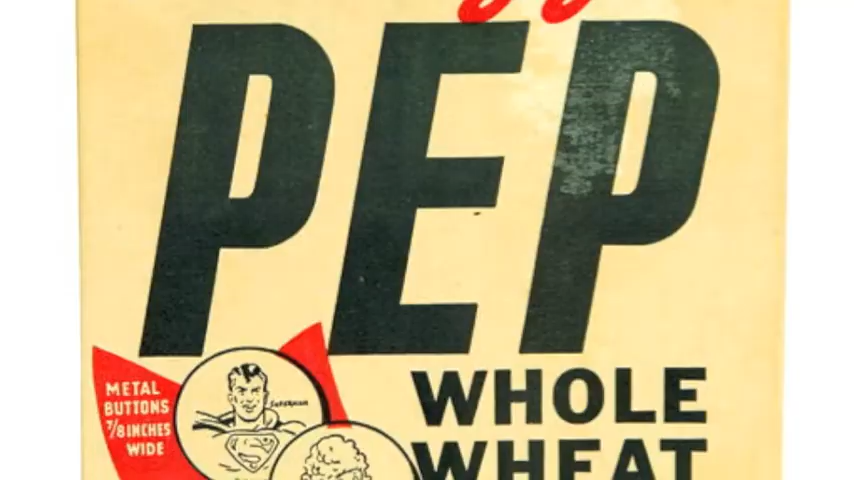 PEP
METAL
BUTTONS
7/8 INCHES
WIDE
SUPERMAN
WHOLE
WHEAT